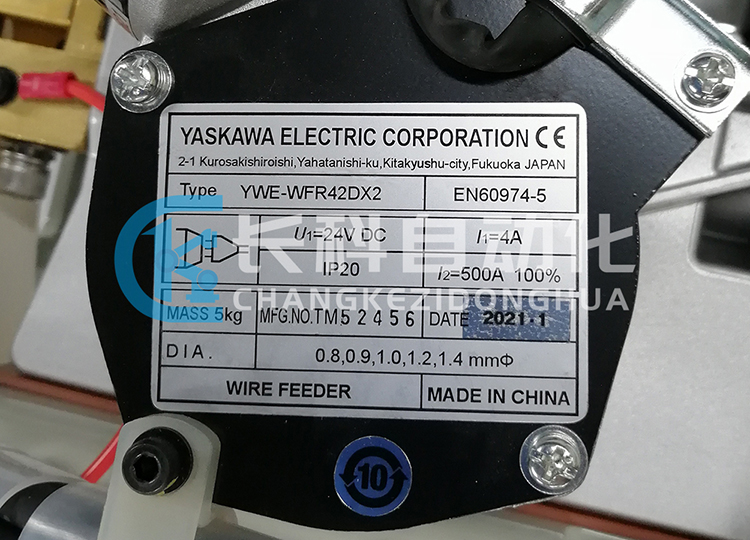 YASKAWA ELECTRIC CORPORATION CE
2-1 Kurosakishiroishi,Yahatanishi-ku,Kitakyushu-city,Fukuoka JAPAN
Type YWE-WFR42DX2 EN60974-5
U1=24V DC I1=4A
IP20 I2=500A 100%
长科自动化
CHANGKEZIDONGHUA
MASS 5kg MFG.NO.TM52456 DATE 2021.1
DIA. 0.8,0.9,1.0,1.2,1.4 mmΦ
WIRE FEEDER MADE IN CHINA
10